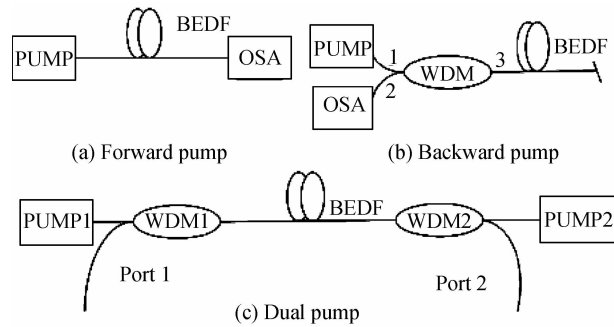 BEDF
PUMP
OSA
(a) Forward pump
PUMP
1
2
OSA
WDM
3
BEDF
(b) Backward pump
PUMP1
WDM1
BEDF
WDM2
PUMP2
Port 1
Port 2
(c) Dual pump